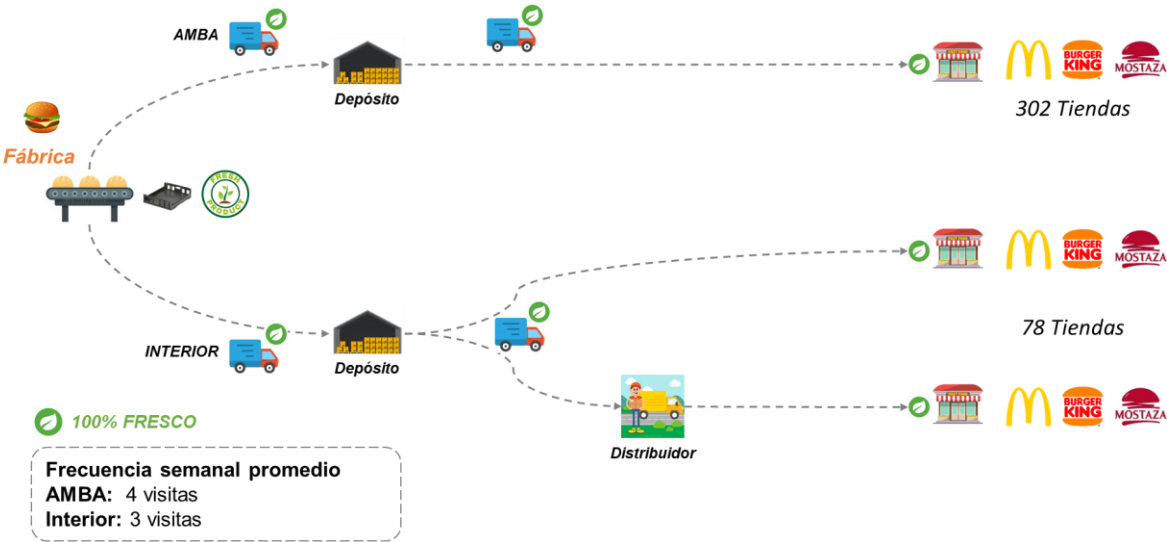 AMBA
Depósito
BURGER
KING
MOSTAZA
302 Tiendas
Fábrica
FRESH
PRODUCT
BURGER
KING
MOSTAZA
78 Tiendas
INTERIOR
Depósito
BURGER
KING
MOSTAZA
Distribuidor
100% FRESCO
Frecuencia semanal promedio
AMBA: 4 visitas
Interior: 3 visitas